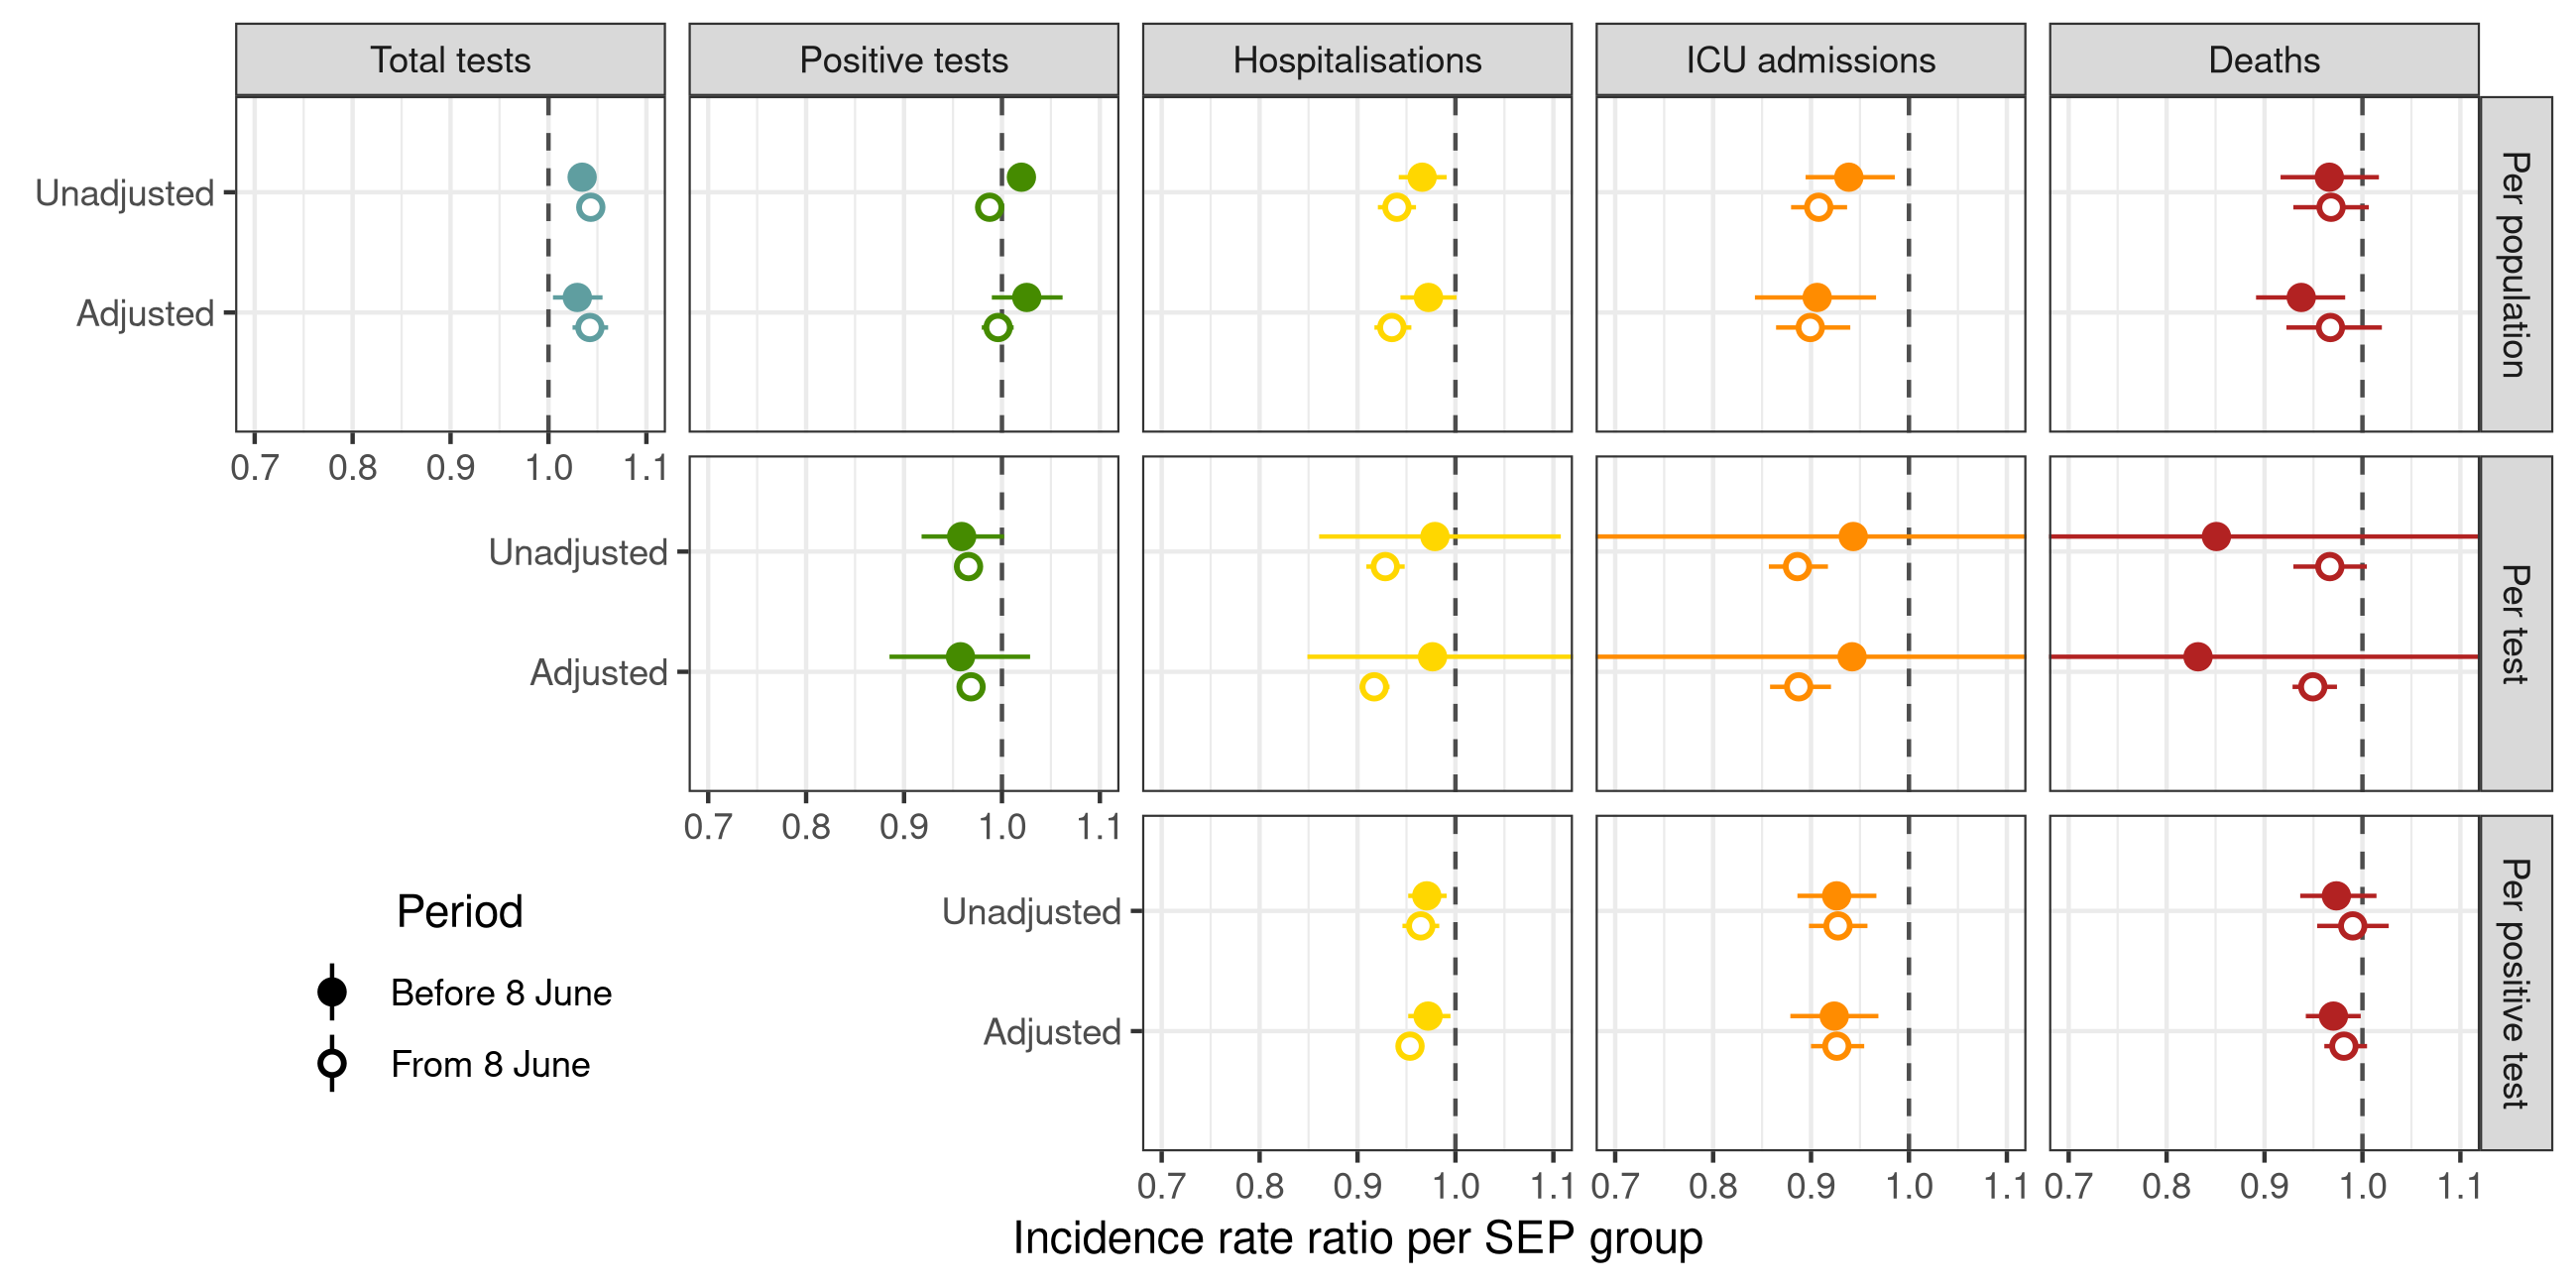 Total tests
Positive tests
Hospitalisations
ICU admissions
Deaths
Unadjusted
Adjusted
Per population
0.7 0.8 0.9 1.0 1.1
Unadjusted
Adjusted
Per test
0.7 0.8 0.9 1.0 1.1
Period
Before 8 June
From 8 June
Unadjusted
Adjusted
Per positive test
0.7 0.8 0.9 1.0 1.1
0.7 0.8 0.9 1.0 1.1
0.7 0.8 0.9 1.0 1.1
Incidence rate ratio per SEP group